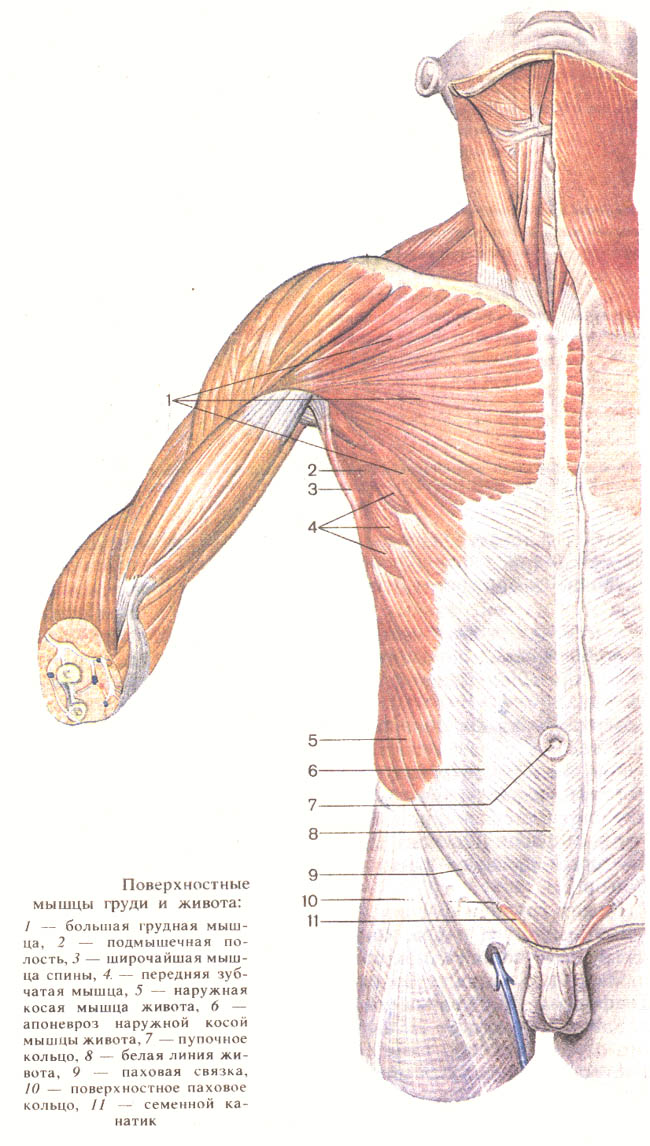 1
2
3
4
5
6
7
8
9
10
11
Поверхностные
мышцы груди и живота:
1 — большая грудная мыш-
ца, 2 — подмышечная по-
лость, 3 — широчайшая мыш-
ца спины, 4 — передняя зуб-
чатая мышца, 5 — наружная
косая мышца живота, 6 —
апоневроз наружной косой
мышцы живота, 7 — пупочное
кольцо, 8 — белая линия жи-
вота, 9 — паховая связка,
10 — поверхностное паховое
кольцо, 11 — семенной ка-
натик